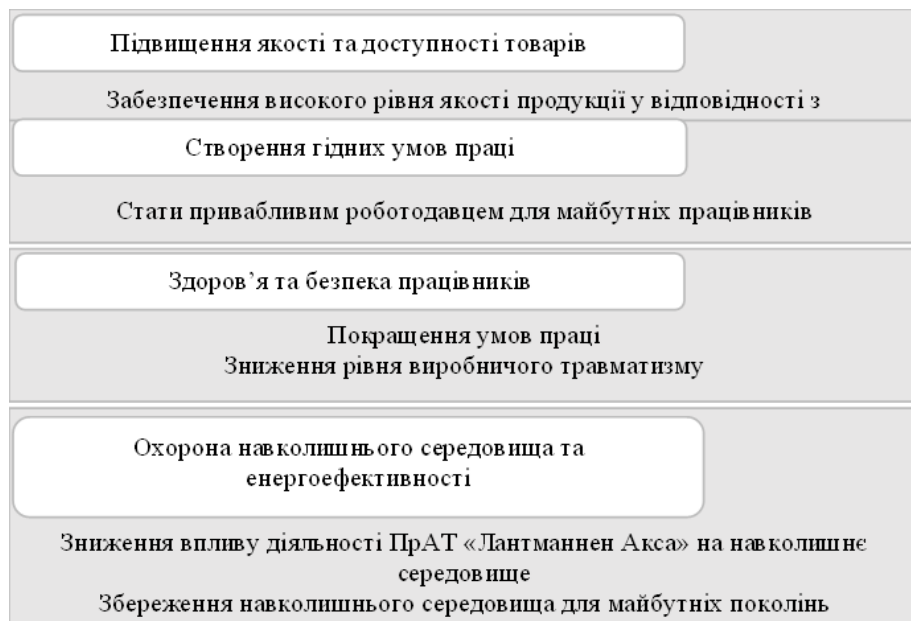 Підвищення якості та доступності товарів
Забезпечення високого рівня якості продукції у відповідності з
Створення гідних умов праці
Стати привабливим роботодавцем для майбутніх працівників
Здоров’я та безпека працівників
Покращення умов праці
Зниження рівня виробничого травматизму
Охорона навколишнього середовища та
енергоефективності
Зниження впливу діяльності ПрАТ «Лантманнен Акса» на навколишнє
середовище
Збереження навколишнього середовища для майбутніх поколінь